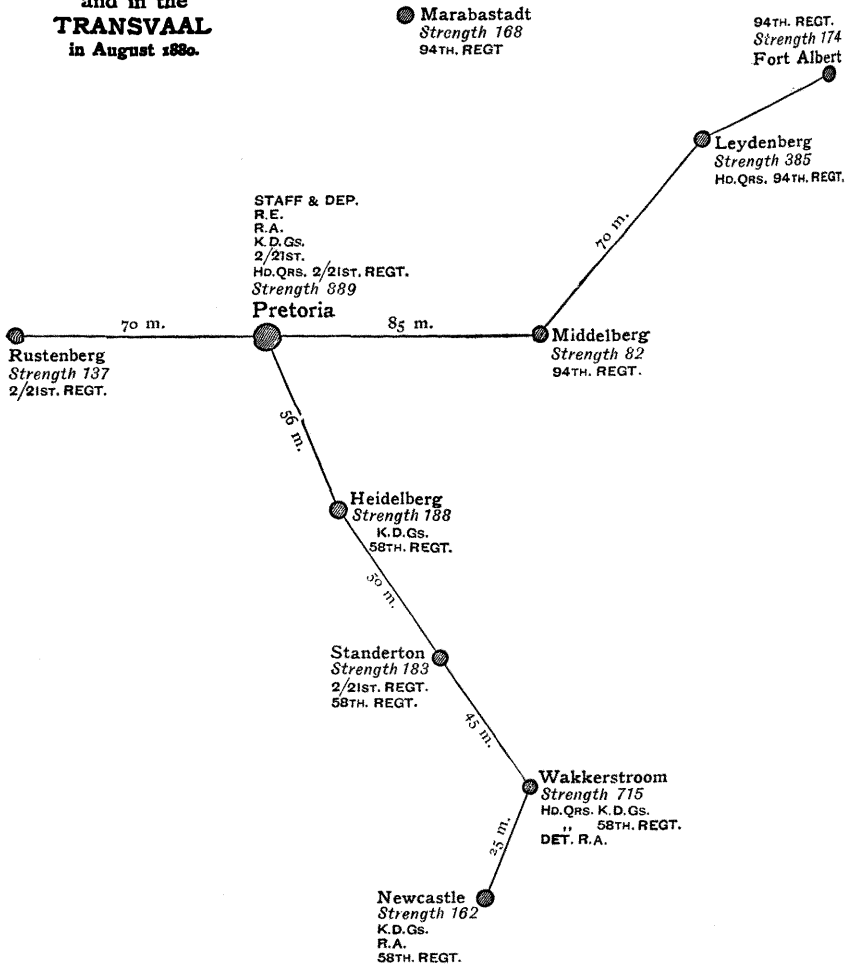 and in the
TRANSVAAL
in August 1880.
Marabastadt
Strength 168
94TH. REGT
94TH. REGT.
Strength 174
Fort Albert
Leydenberg
Strength 385
HD.QRS. 94TH. REGT.
70 m.
STAFF & DEP.
R.E.
R.A.
K.D.GS.
2/21ST.
HD.QRS. 2/21ST. REGT.
Strength 889
Pretoria
70 m.
85 m.
Rustenberg
Strength 137
2/21ST. REGT.
Middelberg
Strength 82
94TH. REGT.
56 m.
Heidelberg
Strength 188
K.D.GS.
58TH. REGT.
50 m.
Standerton
Strength 183
2/21ST. REGT.
58TH. REGT.
45 m.
Wakkerstroom
Strength 715
HD.QRS. K.D.GS.
,, 58TH. REGT.
DET. R.A.
25 m.
Newcastle
Strength 162
K.D.GS.
R.A.
58TH. REGT.